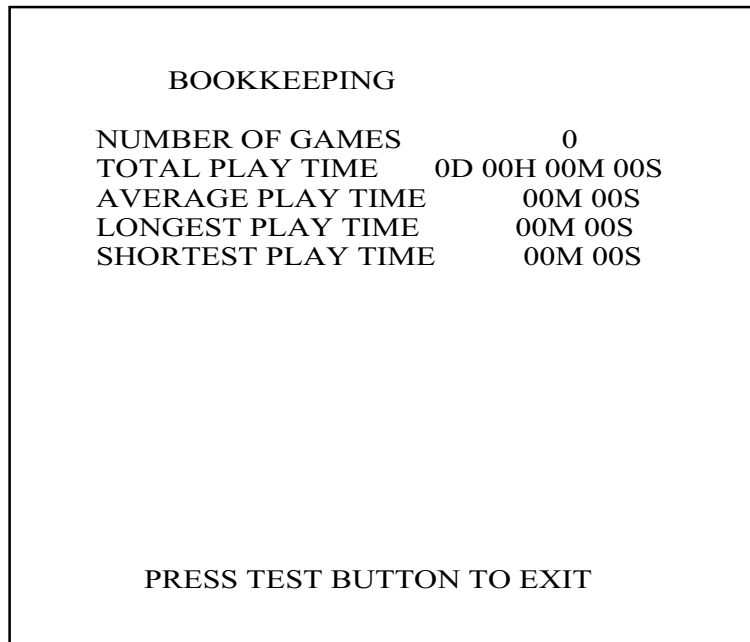 BOOKKEEPING
NUMBER OF GAMES 0
TOTAL PLAY TIME 0D 00H 00M 00S
AVERAGE PLAY TIME 00M 00S
LONGEST PLAY TIME 00M 00S
SHORTEST PLAY TIME 00M 00S
PRESS TEST BUTTON TO EXIT